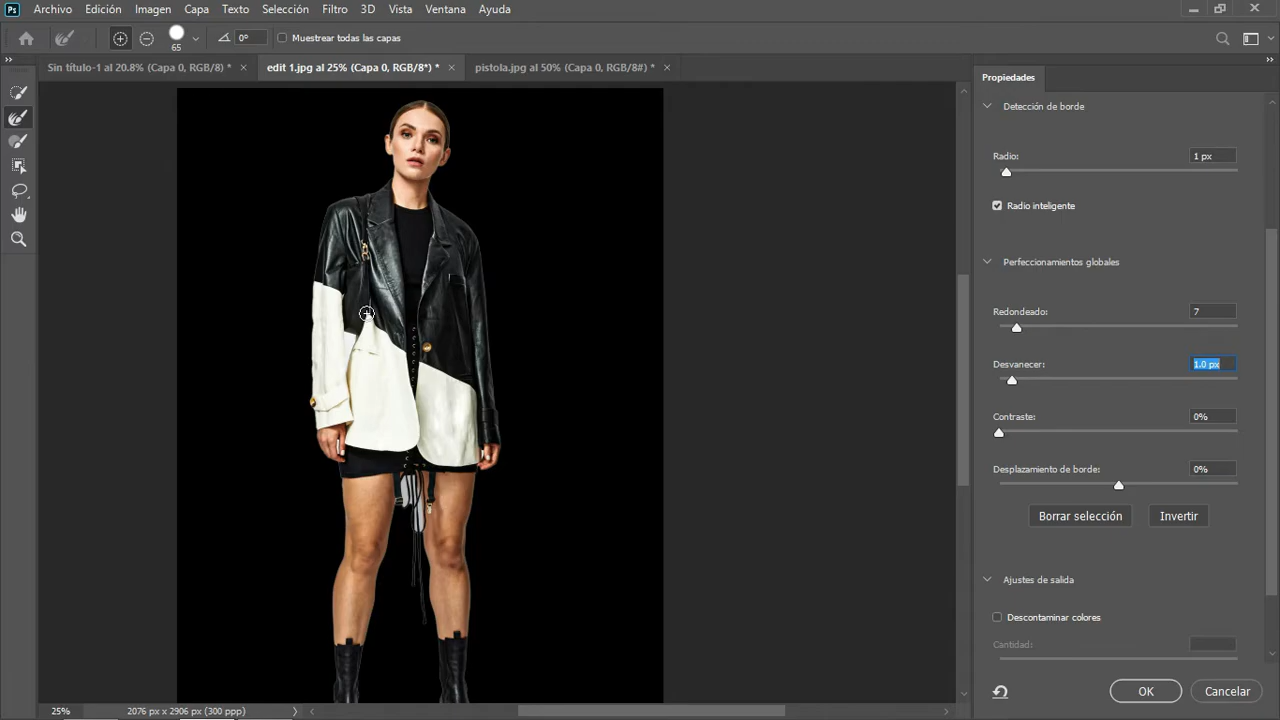 Ps Archivo Edición Imagen Capa Texto Selección Filtro 3D Vista Ventana Ayuda
65 0° Muestrear todas las capas
Sin título-1 al 20.8% (Capa 0, RGB/8) * × edit 1.jpg al 25% (Capa 0, RGB/8*) * × pistola.jpg al 50% (Capa 0, RGB/8#) * ×
Propiedades
Detección de borde
Radio: 1 px
Radio inteligente
Perfeccionamientos globales
Redondeado: 7
Desvanecer: 1.0 px
Contraste: 0%
Desplazamiento de borde: 0%
Borrar selección Invertir
Ajustes de salida
Descontaminar colores
Cantidad:
OK Cancelar
25% 2076 px x 2906 px (300 ppp)